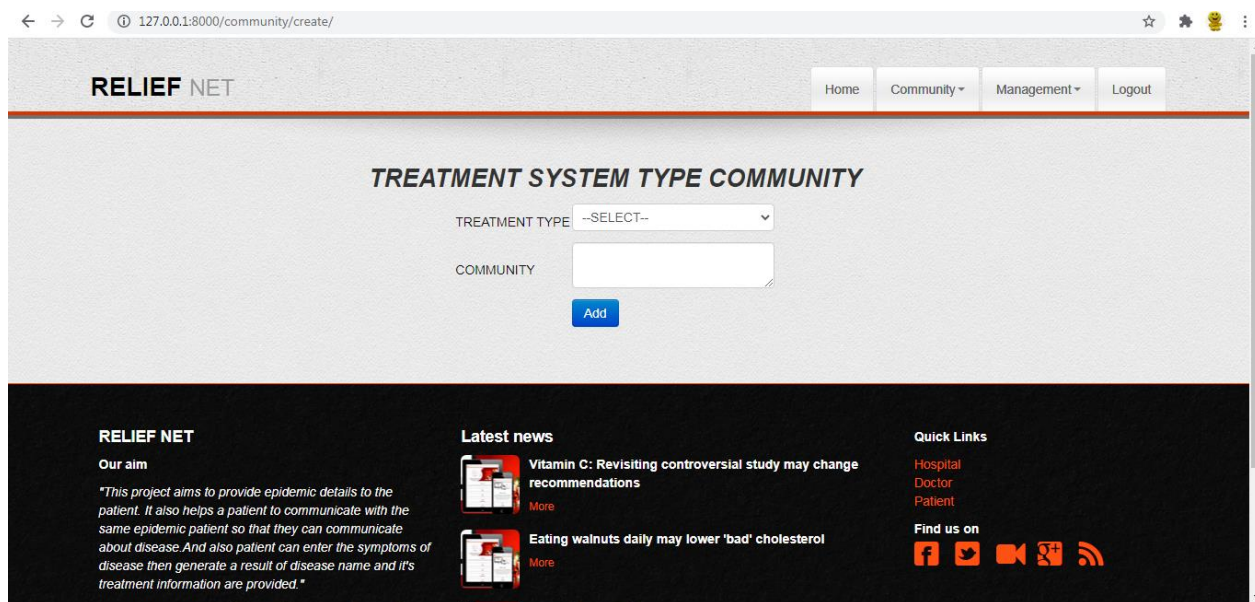 127.0.0.1:8000/community/create/
RELIEF NET
Home Community Management Logout
TREATMENT SYSTEM TYPE COMMUNITY
TREATMENT TYPE --SELECT--
COMMUNITY
Add
RELIEF NET
Our aim
"This project aims to provide epidemic details to the
patient. It also helps a patient to communicate with the
same epidemic patient so that they can communicate
about disease.And also patient can enter the symptoms of
disease then generate a result of disease name and it's
treatment information are provided."
Latest news
Vitamin C: Revisiting controversial study may change
recommendations
More
Eating walnuts daily may lower 'bad' cholesterol
More
Quick Links
Hospital
Doctor
Patient
Find us on